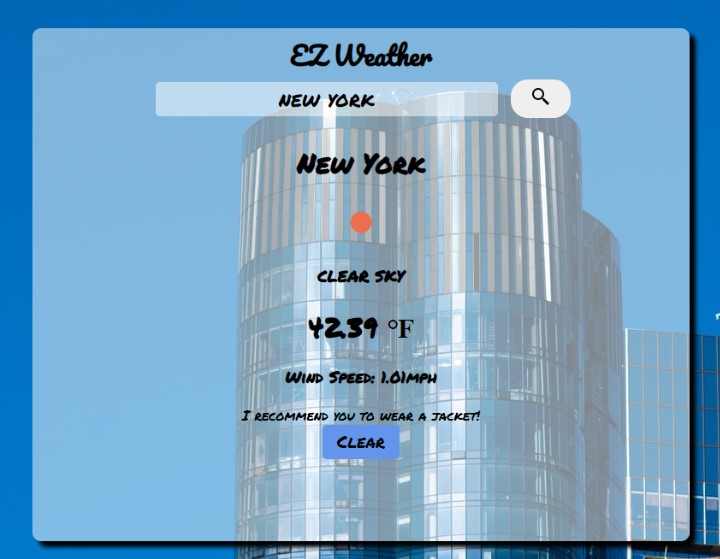 EZ Weather
NEW YORK
New York
CLEAR SKY
42.39 °F
Wind Speed: 1.01mph
I recommend you to wear a jacket!
Clear